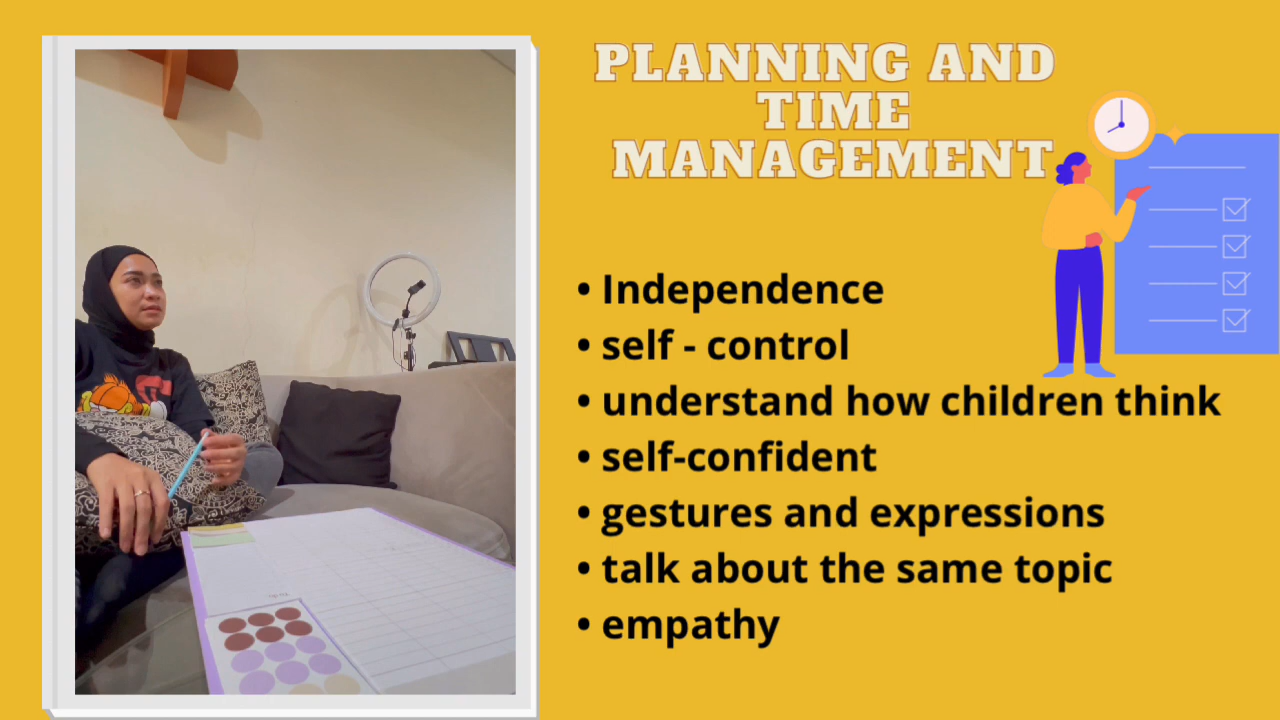 PLANNING AND
TIME
MANAGEMENT
• Independence
• self - control
• understand how children think
• self-confident
• gestures and expressions
• talk about the same topic
• empathy